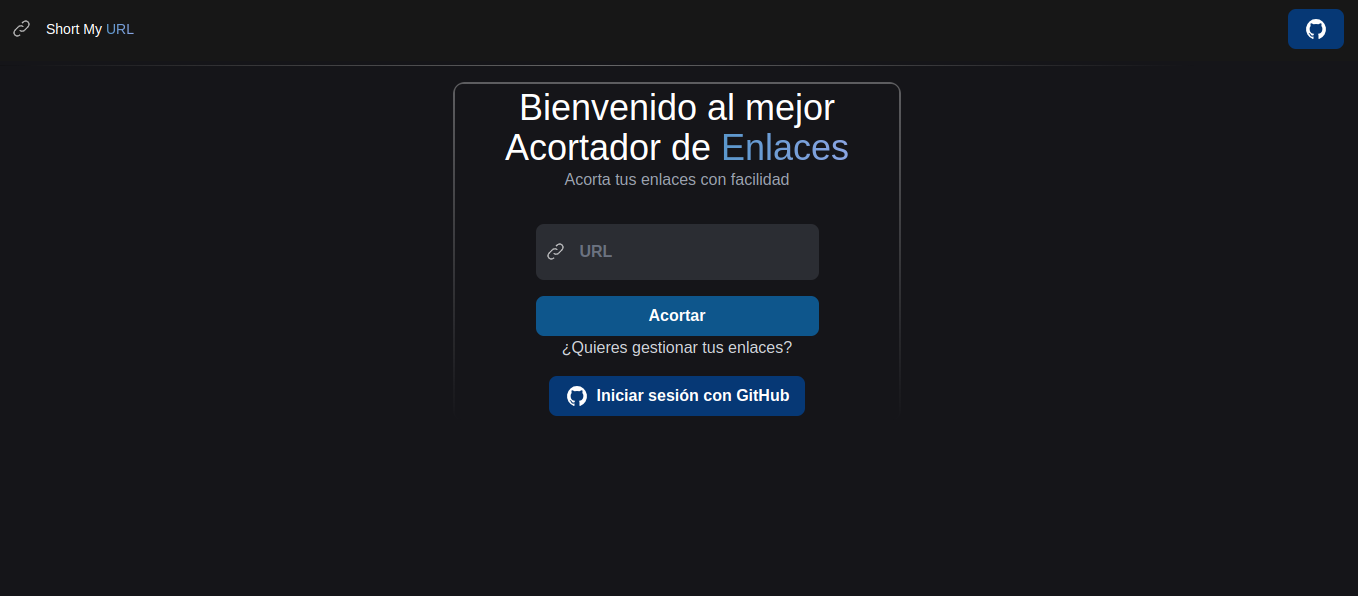 Short My URL
Bienvenido al mejor
Acortador de Enlaces
Acorta tus enlaces con facilidad
URL
Acortar
¿Quieres gestionar tus enlaces?
Iniciar sesión con GitHub